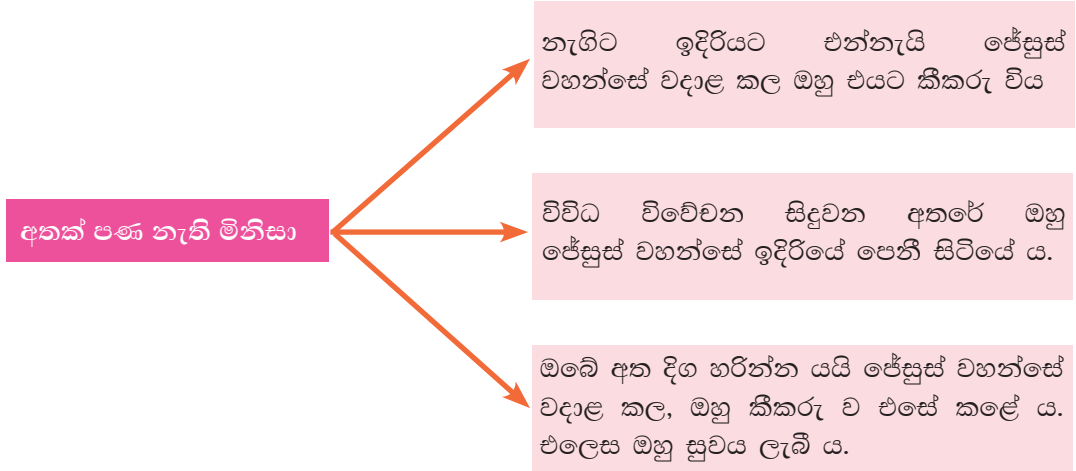 නැගිට ඉදිරියට එන්නැයි ජේසුස්
වහන්සේ වදාළ කල ඔහු එයට කීකරු විය
අතක් පණ නැති මිනිසා
විවිධ විවේචන සිදුවන අතරේ ඔහු
ජේසුස් වහන්සේ ඉදිරියේ පෙනී සිටියේ ය.
ඔබේ අත දිග හරින්න යයි ජේසුස් වහන්සේ
වදාළ කල, ඔහු කීකරු ව එසේ කළේ ය.
එලෙස ඔහු සුවය ලැබී ය.